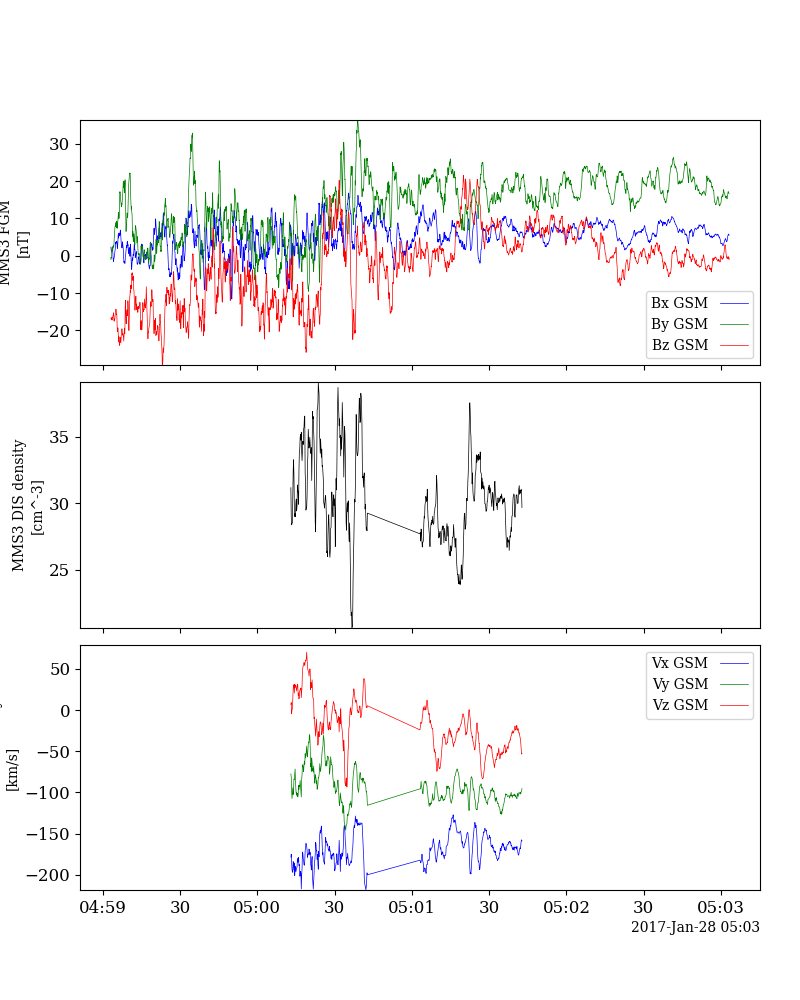 MMS3 FGM
[nT]
30
20
10
0
−10
−20
Bx GSM
By GSM
Bz GSM
MMS3 DIS density
[cm^-3]
35
30
25
[km/s]
50
0
−50
−100
−150
−200
Vx GSM
Vy GSM
Vz GSM
04:59
30
05:00
30
05:01
30
05:02
30
05:03
2017-Jan-28 05:03